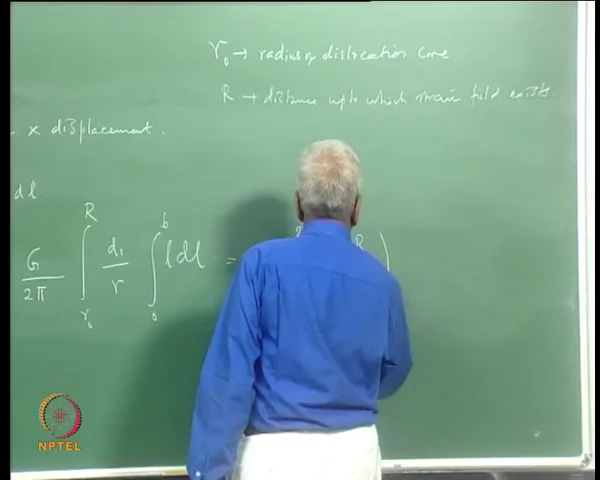 r₀ → radius of dislocation core
R → distance upto which strain field exists.
× displacement.
dl
G/2π ∫_{r₀}^{R} d₁/r ∫_{0}^{b} l dl =
R )
NPTEL